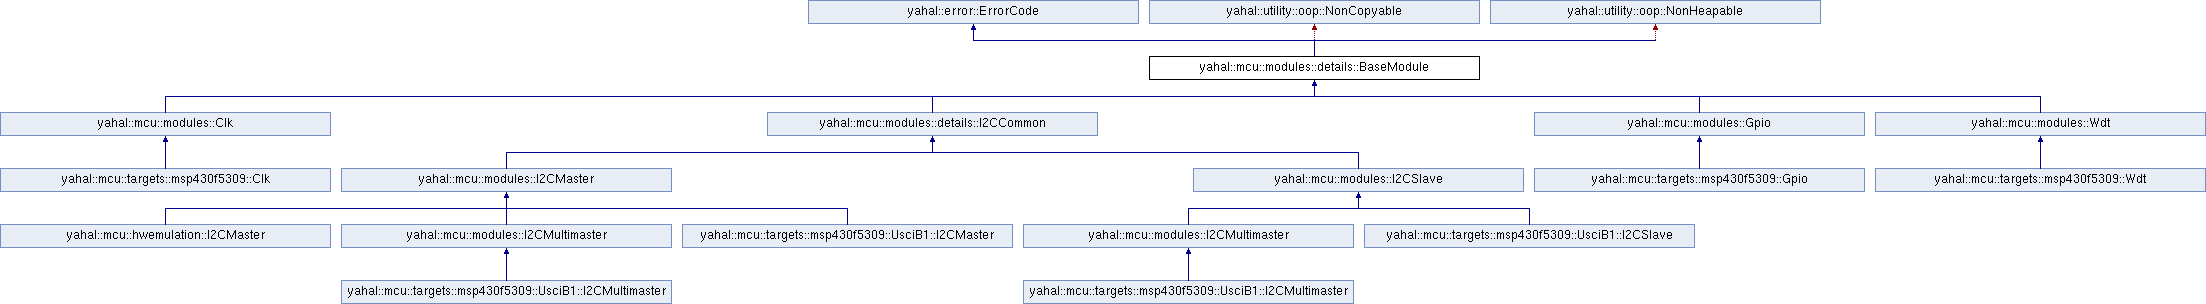 yahal::error::ErrorCode
yahal::utility::oop::NonCopyable
yahal::utility::oop::NonHeapable
yahal::mcu::modules::details::BaseModule
yahal::mcu::modules::Clk
yahal::mcu::modules::details::I2CCommon
yahal::mcu::modules::Gpio
yahal::mcu::modules::Wdt
yahal::mcu::targets::msp430f5309::Clk
yahal::mcu::modules::I2CMaster
yahal::mcu::modules::I2CSlave
yahal::mcu::targets::msp430f5309::Gpio
yahal::mcu::targets::msp430f5309::Wdt
yahal::mcu::hwemulation::I2CMaster
yahal::mcu::modules::I2CMultimaster
yahal::mcu::targets::msp430f5309::UsciB1::I2CMaster
yahal::mcu::modules::I2CMultimaster
yahal::mcu::targets::msp430f5309::UsciB1::I2CSlave
yahal::mcu::targets::msp430f5309::UsciB1::I2CMultimaster
yahal::mcu::targets::msp430f5309::UsciB1::I2CMultimaster